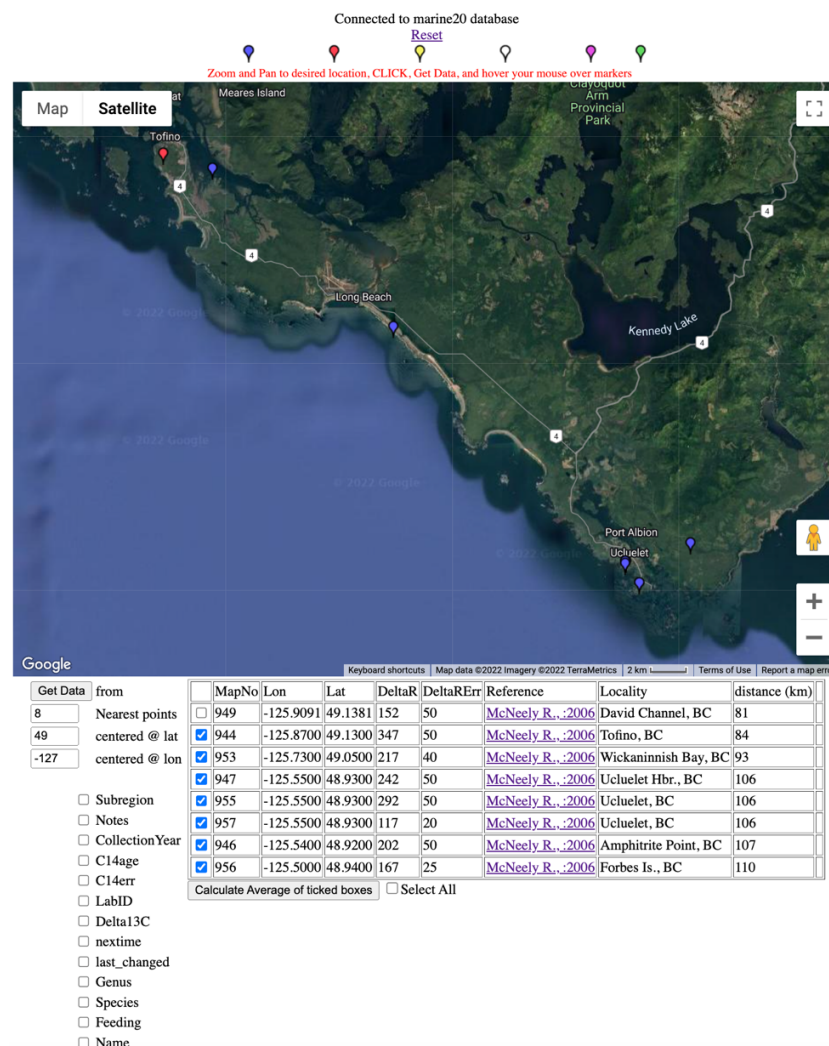 Connected to marine20 database
Reset
Zoom and Pan to desired location, CLICK, Get Data, and hover your mouse over markers
Map Satellite
at
Meares Island
Clayoquot
Arm
Provincial
Park
Tofino
4
4
4
© 2022 Google
Long Beach
Kennedy Lake
4
4
© 2022 Google
© 2022 Google
Port Albion
© 2022 Google
Ucluelet
Google
Keyboard shortcuts Map data ©2022 Imagery ©2022 TerraMetrics 2 km Terms of Use Report a map err
Get Data from
8 Nearest points
49 centered @ lat
-127 centered @ lon
Subregion
Notes
CollectionYear
C14age
C14err
LabID
Delta13C
nextime
last_changed
Genus
Species
Feeding
Name
MapNo Lon Lat DeltaR DeltaRErr Reference Locality distance (km)
949 -125.9091 49.1381 152 50 McNeely R., :2006 David Channel, BC 81
944 -125.8700 49.1300 347 50 McNeely R., :2006 Tofino, BC 84
953 -125.7300 49.0500 217 40 McNeely R., :2006 Wickaninnish Bay, BC 93
947 -125.5500 48.9300 242 50 McNeely R., :2006 Ucluelet Hbr., BC 106
955 -125.5500 48.9300 292 50 McNeely R., :2006 Ucluelet, BC 106
957 -125.5500 48.9300 117 20 McNeely R., :2006 Ucluelet, BC 106
946 -125.5400 48.9200 202 50 McNeely R., :2006 Amphitrite Point, BC 107
956 -125.5000 48.9400 167 25 McNeely R., :2006 Forbes Is., BC 110
Calculate Average of ticked boxes Select All